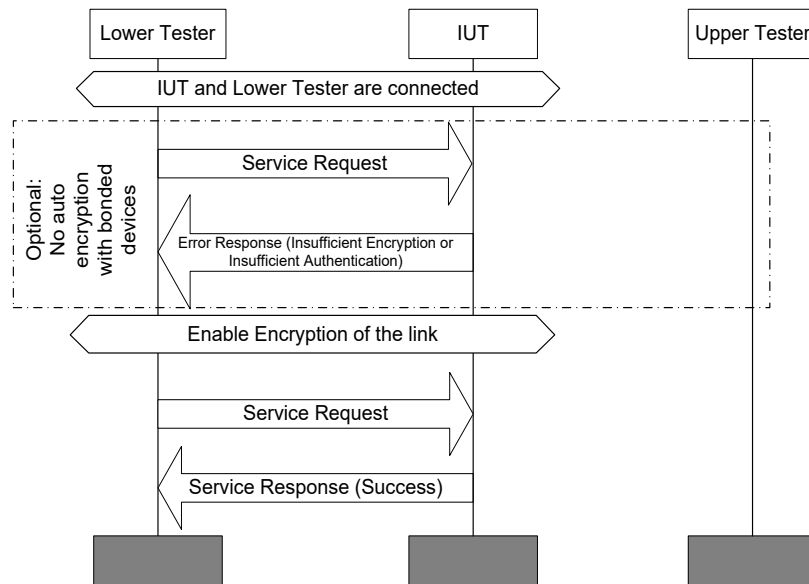 Lower Tester
IUT
Upper Tester
IUT and Lower Tester are connected
Optional:
No auto
encryption
with bonded
devices
Service Request
Error Response (Insufficient Encryption or
Insufficient Authentication)
Enable Encryption of the link
Service Request
Service Response (Success)